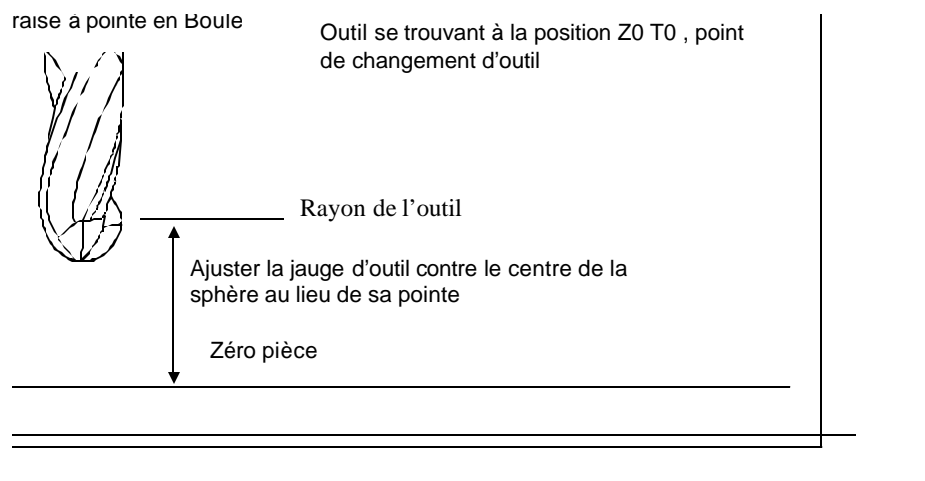 raise à pointe en Boule
Outil se trouvant à la position Z0 T0 , point
de changement d'outil
Rayon de l'outil
Ajuster la jauge d'outil contre le centre de la
sphère au lieu de sa pointe
Zéro pièce